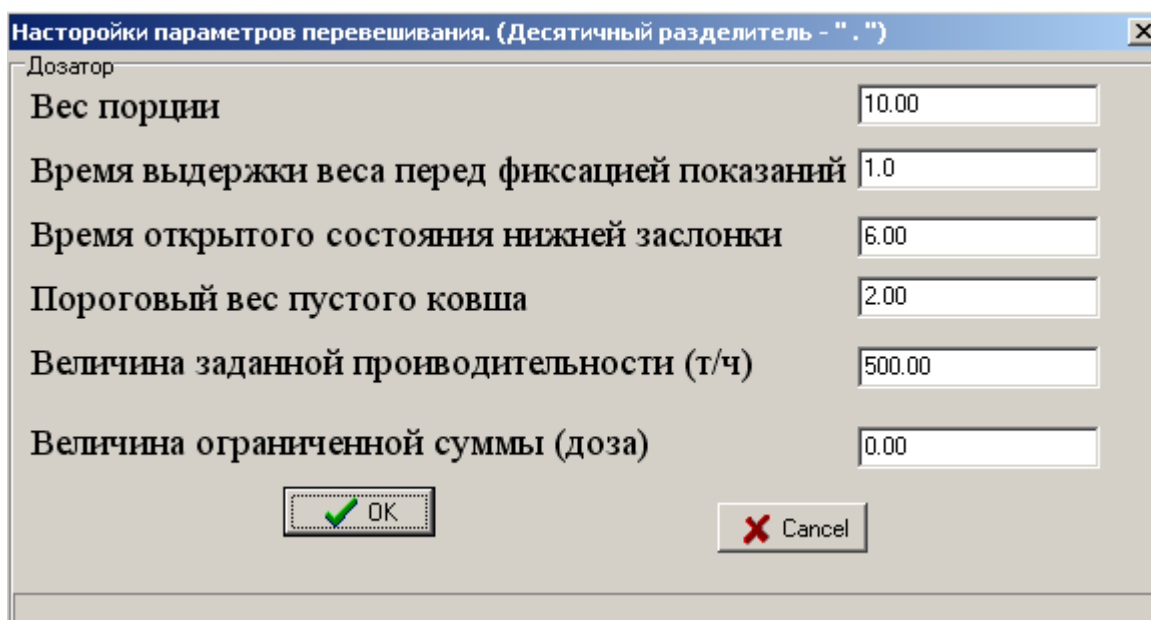 Насторойки параметров перевешивания. (Десятичный разделитель - " . ")
Дозатор
Вес порции 10.00
Время выдержки веса перед фиксацией показаний 1.0
Время открытого состояния нижней заслонки 6.00
Пороговый вес пустого ковша 2.00
Величина заданной проиводительности (т/ч) 500.00
Величина ограниченной суммы (доза) 0.00
OK
Cancel